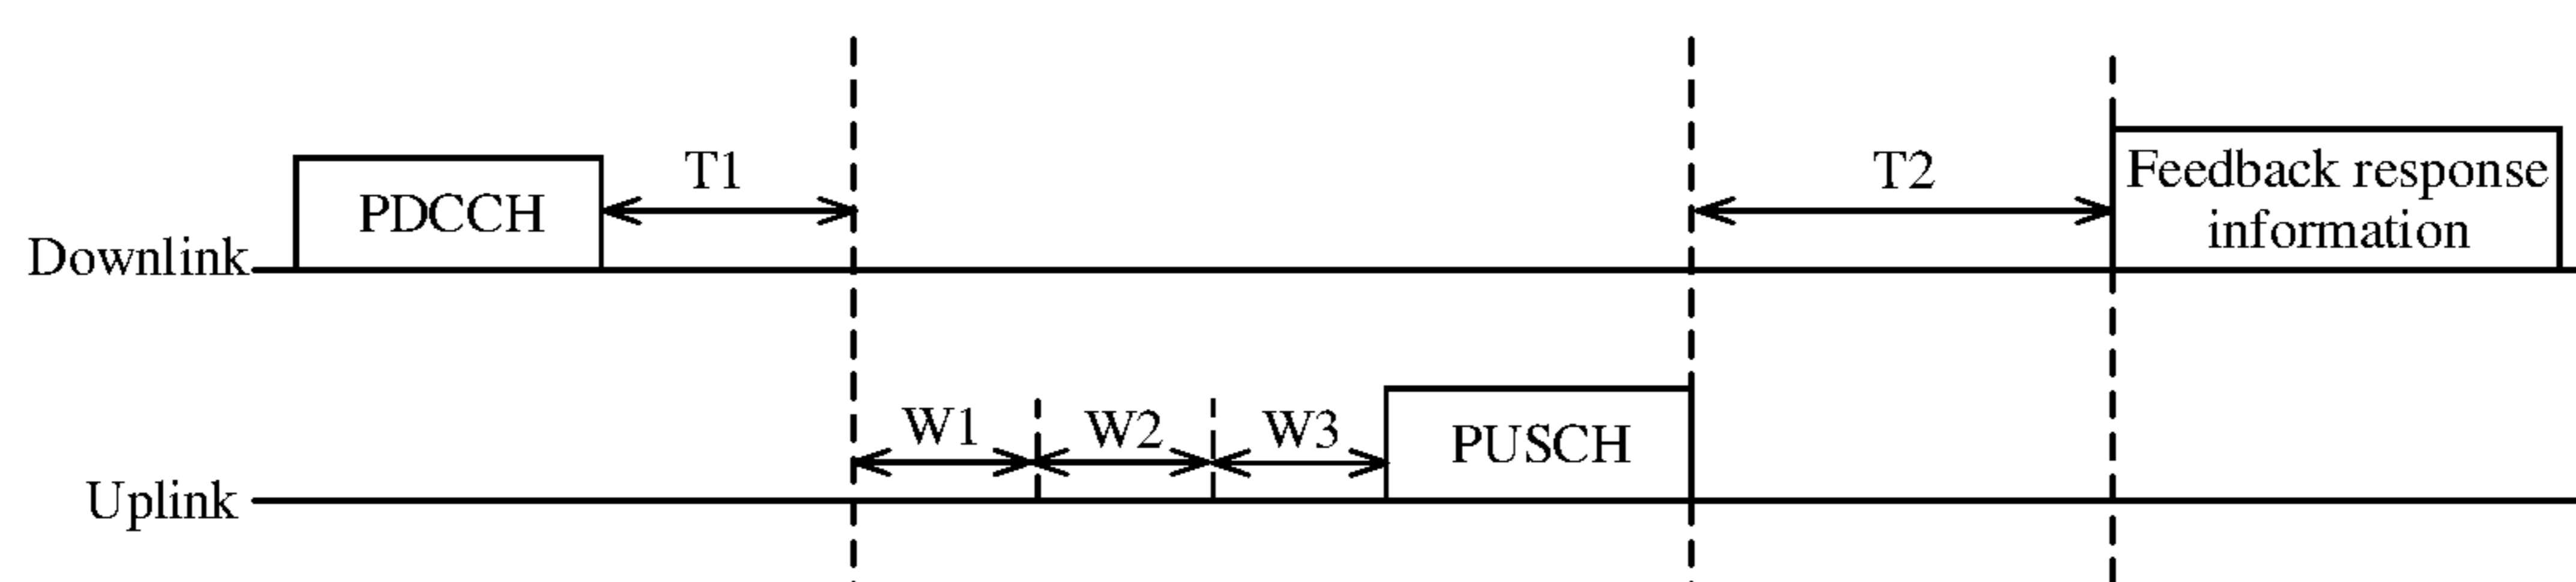 T1
T2
Feedback response
information
PDCCH
Downlink
W1
W2
W3
PUSCH
Uplink